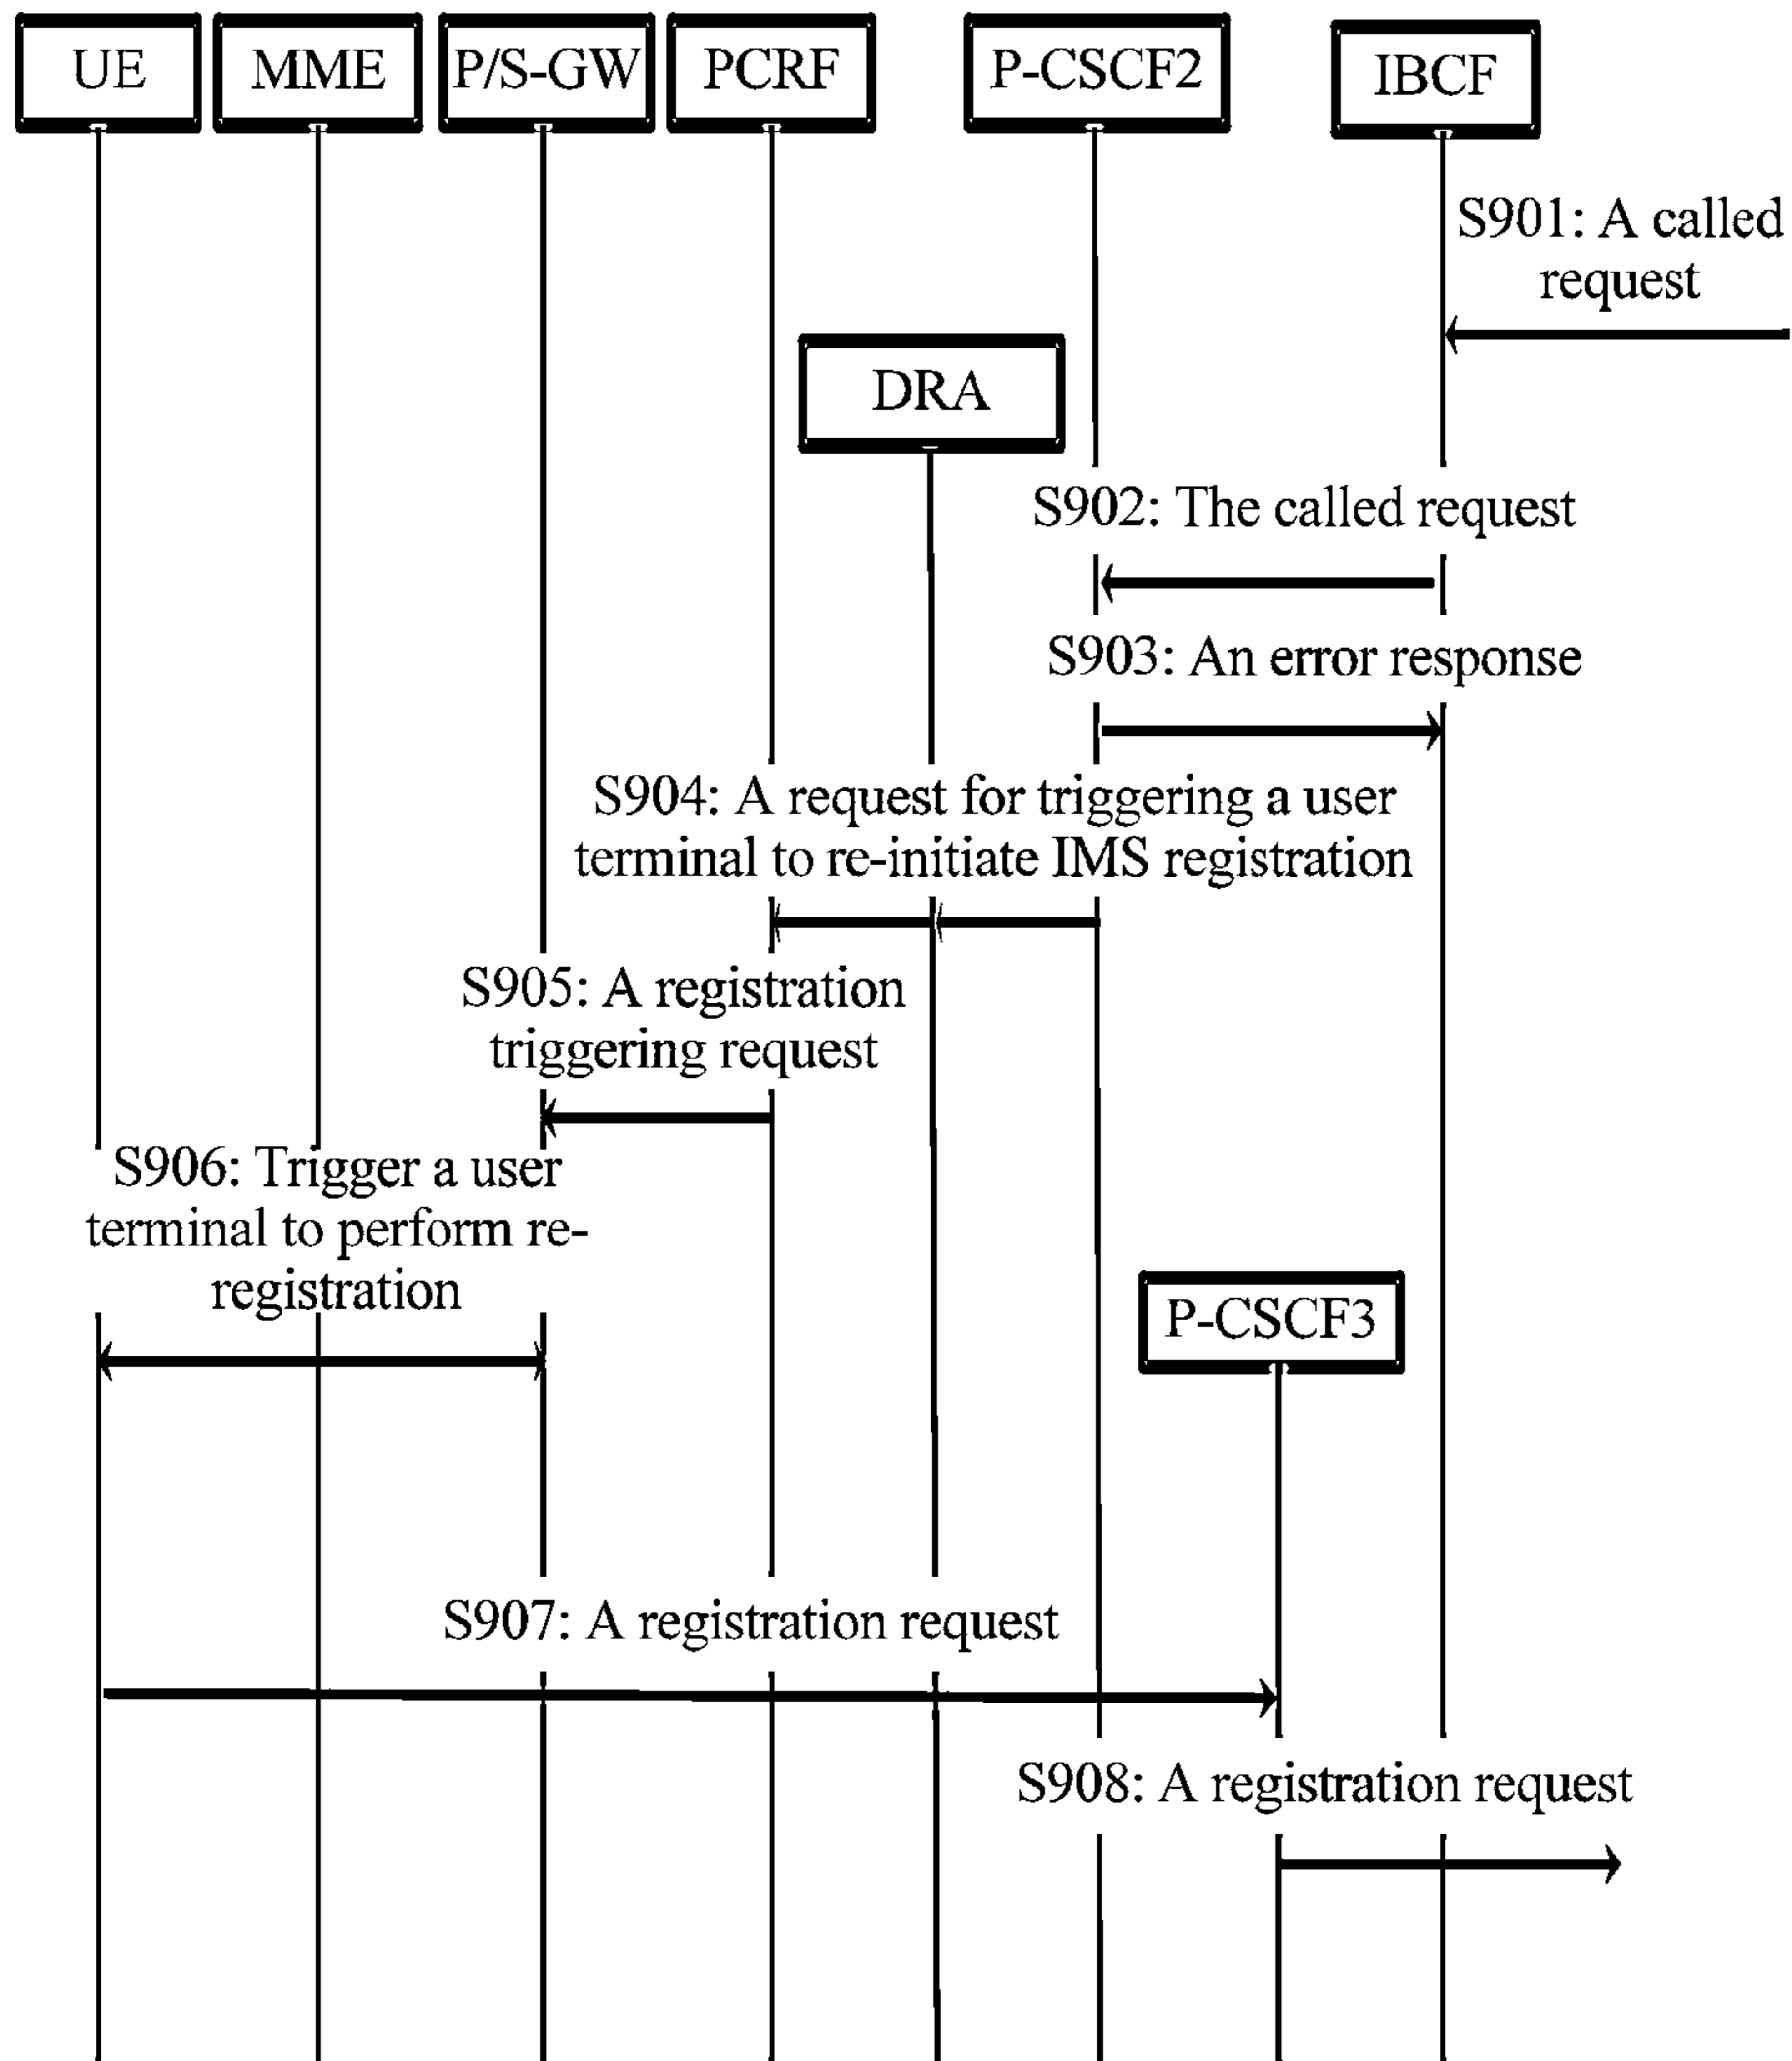 UE
MME
P/S-GW
PCRF
P-CSCF2
IBCF
S901: A called
request
DRA
S902: The called request
S903: An error response
S904: A request for triggering a user
terminal to re-initiate IMS registration
S905: A registration
triggering request
S906: Trigger a user
terminal to perform re-
registration
P-CSCF3
S907: A registration request
S908: A registration request